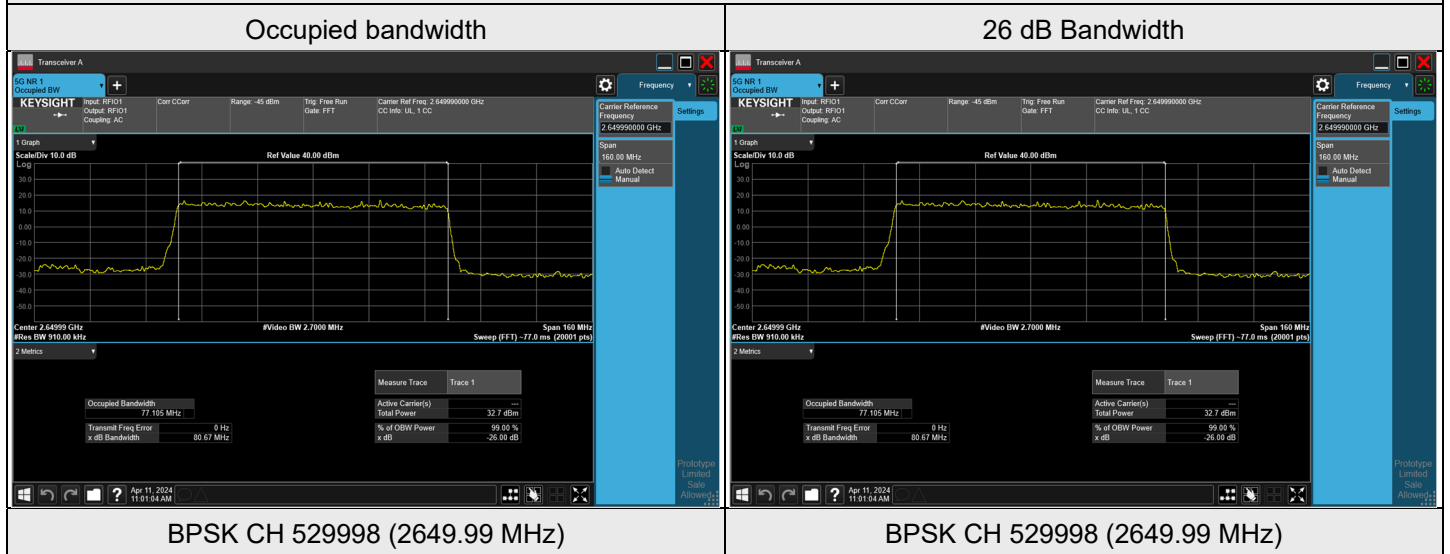 Occupied bandwidth
26 dB Bandwidth
Transceiver A
5G NR 1
Occupied BW
+
Frequency
KEYSIGHT
Input: RFIO1
Output: RFIO1
Coupling: AC
Corr CCorr
Range: -45 dBm
Trig: Free Run
Gate: FFT
Carrier Ref Freq: 2.649990000 GHz
CC Info: UL, 1 CC
LXI
Carrier Reference
Frequency
2.649990000 GHz
Settings
Span
160.00 MHz
Auto Detect
Manual
1 Graph
Scale/Div 10.0 dB
Ref Value 40.00 dBm
Log
30.0
20.0
10.0
0.00
-10.0
-20.0
-30.0
-40.0
-50.0
Center 2.64999 GHz
#Video BW 2.7000 MHz
Span 160 MHz
#Res BW 910.00 kHz
Sweep (FFT) ~77.0 ms (20001 pts)
2 Metrics
Measure Trace Trace 1
Occupied Bandwidth
77.105 MHz
Active Carrier(s) ---
Total Power 32.7 dBm
Transmit Freq Error 0 Hz
x dB Bandwidth 80.67 MHz
% of OBW Power 99.00 %
x dB -26.00 dB
Prototype
Limited
Sale
Allowed
?
Apr 11, 2024
11:01:04 AM
Transceiver A
5G NR 1
Occupied BW
+
Frequency
KEYSIGHT
Input: RFIO1
Output: RFIO1
Coupling: AC
Corr CCorr
Range: -45 dBm
Trig: Free Run
Gate: FFT
Carrier Ref Freq: 2.649990000 GHz
CC Info: UL, 1 CC
LXI
Carrier Reference
Frequency
2.649990000 GHz
Settings
Span
160.00 MHz
Auto Detect
Manual
1 Graph
Scale/Div 10.0 dB
Ref Value 40.00 dBm
Log
30.0
20.0
10.0
0.00
-10.0
-20.0
-30.0
-40.0
-50.0
Center 2.64999 GHz
#Video BW 2.7000 MHz
Span 160 MHz
#Res BW 910.00 kHz
Sweep (FFT) ~77.0 ms (20001 pts)
2 Metrics
Measure Trace Trace 1
Occupied Bandwidth
77.105 MHz
Active Carrier(s) ---
Total Power 32.7 dBm
Transmit Freq Error 0 Hz
x dB Bandwidth 80.67 MHz
% of OBW Power 99.00 %
x dB -26.00 dB
Prototype
Limited
Sale
Allowed
?
Apr 11, 2024
11:01:04 AM
BPSK CH 529998 (2649.99 MHz)
BPSK CH 529998 (2649.99 MHz)